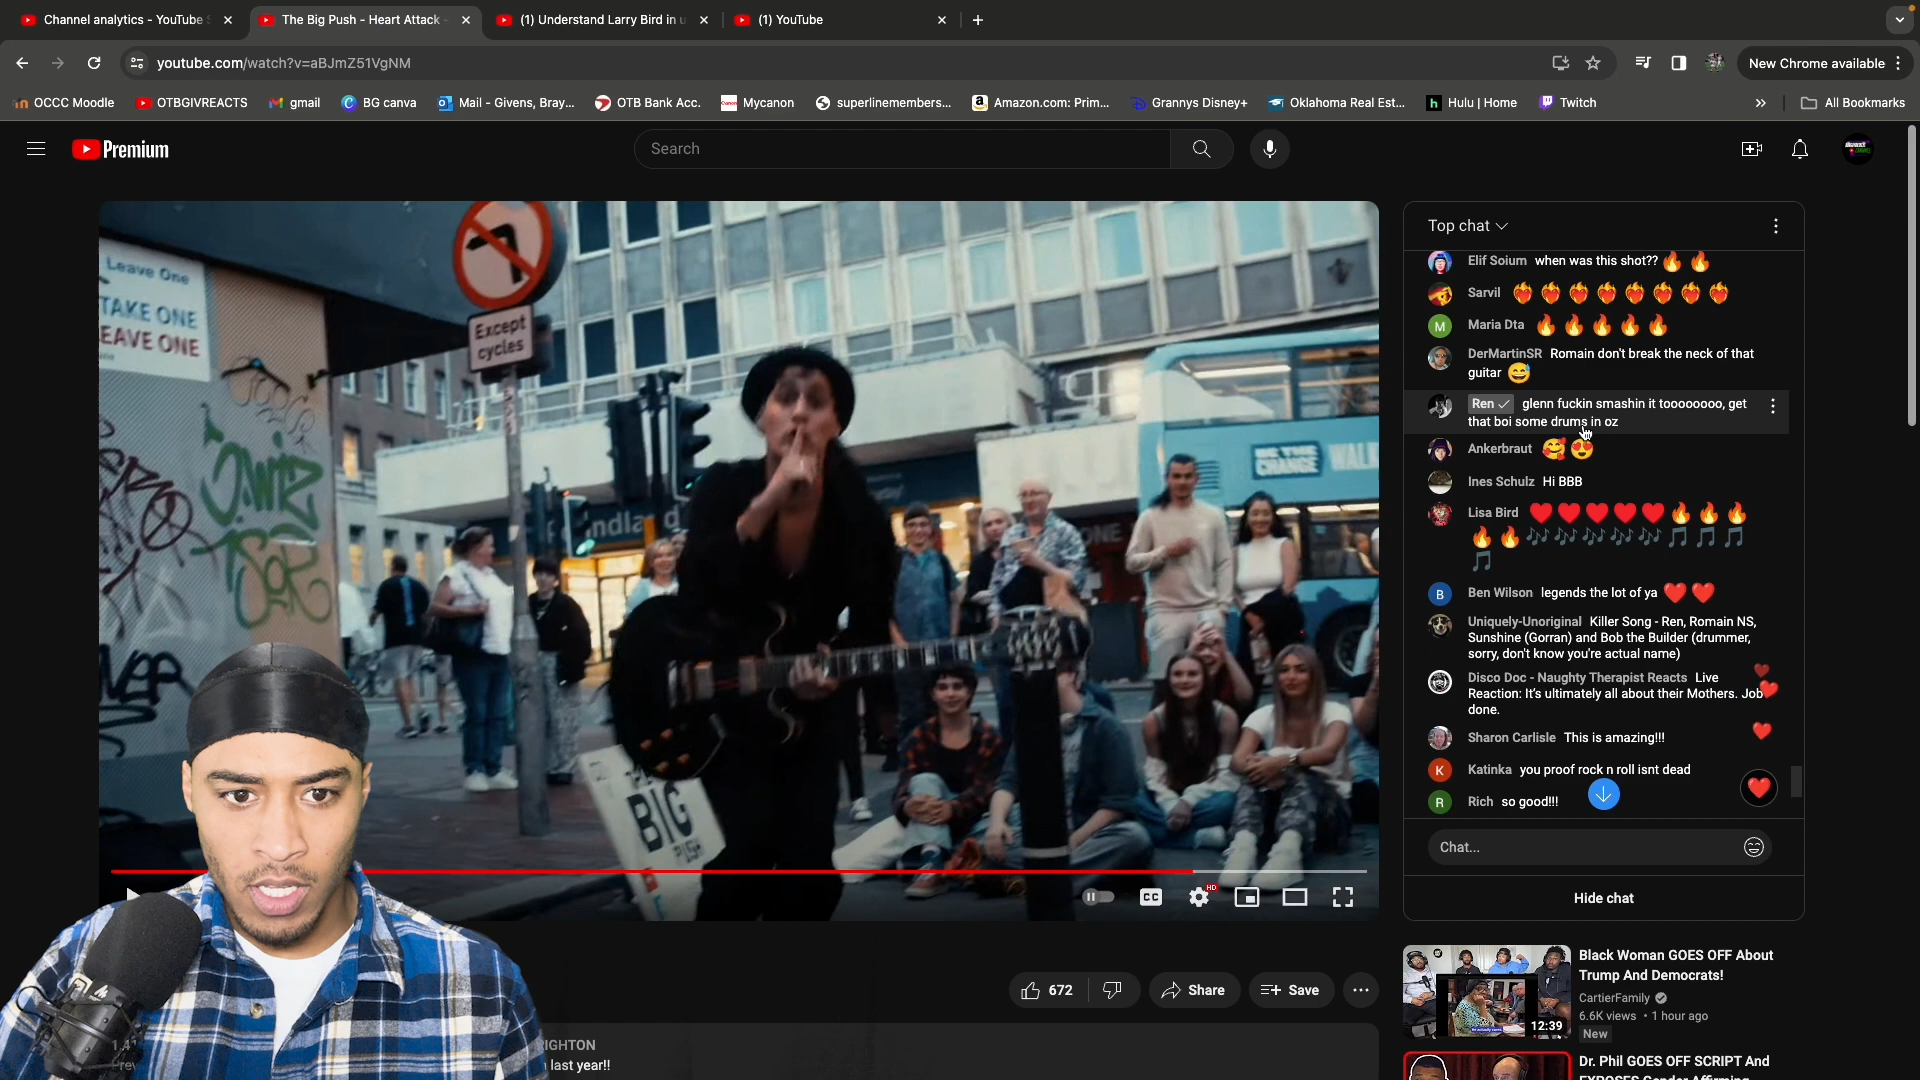 Channel analytics - YouTube S
The Big Push - Heart Attack -
(1) Understand Larry Bird in u
(1) YouTube
youtube.com/watch?v=aBJmZ51VgNM
New Chrome available
OCCC Moodle
OTBGIVREACTS
gmail
BG canva
Mail - Givens, Bray...
OTB Bank Acc.
Mycanon
superlinemembers...
Amazon.com: Prim...
Grannys Disney+
Oklahoma Real Est...
Hulu | Home
Twitch
All Bookmarks
Premium
Search
Leave One
TAKE ONE
LEAVE ONE
Except
cycles
BIG
PUSH
Top chat
Elif Soium when was this shot?? 🔥 🔥
Sarvil ❤️‍🔥 ❤️‍🔥 ❤️‍🔥 ❤️‍🔥 ❤️‍🔥 ❤️‍🔥 ❤️‍🔥 ❤️‍🔥
M Maria Dta 🔥 🔥 🔥 🔥 🔥
DerMartinSR Romain don't break the neck of that
guitar 😅
Ren ✓ glenn fuckin smashin it toooooooo, get
that boi some drums in oz
Ankerbraut 🥰 😍
Ines Schulz Hi BBB
Lisa Bird ❤️ ❤️ ❤️ ❤️ ❤️ 🔥 🔥 🔥
🔥 🔥 🎶 🎶 🎶 🎶 🎶 🎵 🎵 🎵
🎵
B Ben Wilson legends the lot of ya ❤️ ❤️
Uniquely-Unoriginal Killer Song - Ren, Romain NS,
Sunshine (Gorran) and Bob the Builder (drummer,
sorry, don't know you're actual name)
Disco Doc - Naughty Therapist Reacts Live
Reaction: It's ultimately all about their Mothers. Job
done.
Sharon Carlisle This is amazing!!!
K Katinka you proof rock n roll isnt dead
R Rich so good!!!
Chat...
Hide chat
CC
HD
672
Share
Save
IGHTON
last year!!
Black Woman GOES OFF About
Trump And Democrats!
CartierFamily
6.6K views • 1 hour ago
New
12:39
Dr. Phil GOES OFF SCRIPT And